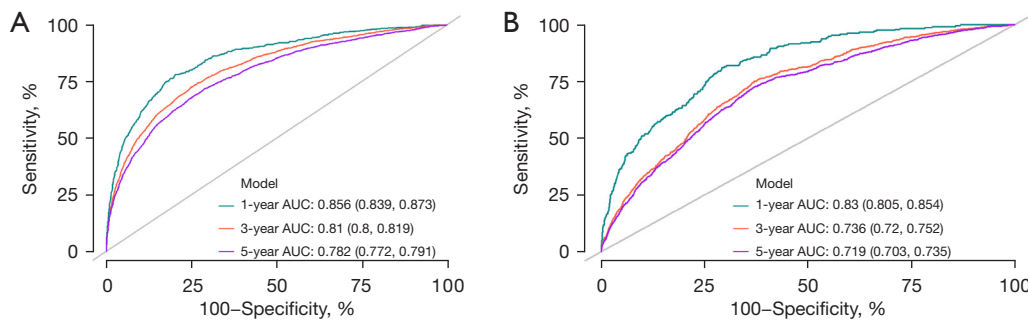 A
100
75
50
25
0
Sensitivity, %
Model
1-year AUC: 0.856 (0.839, 0.873)
3-year AUC: 0.81 (0.8, 0.819)
5-year AUC: 0.782 (0.772, 0.791)
0 25 50 75 100
100–Specificity, %
B
100
75
50
25
0
Sensitivity, %
Model
1-year AUC: 0.83 (0.805, 0.854)
3-year AUC: 0.736 (0.72, 0.752)
5-year AUC: 0.719 (0.703, 0.735)
0 25 50 75 100
100–Specificity, %